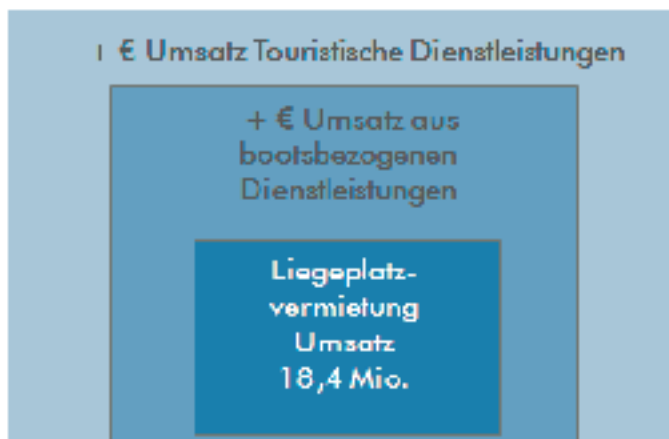 + € Umsatz Touristische Dienstleistungen
+ € Umsatz aus
bootsbezogenen
Dienstleistungen
Liegeplatz-
vermietung
Umsatz
18,4 Mio.